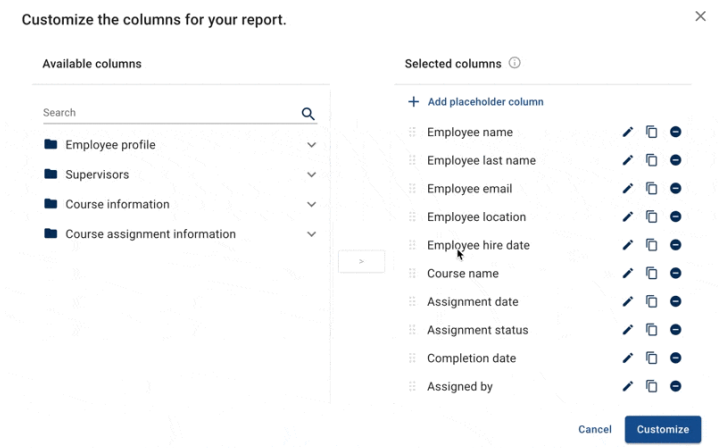 Customize the columns for your report.
Available columns
Search
Employee profile
Supervisors
Course information
Course assignment information
>
Selected columns
Add placeholder column
Employee name
Employee last name
Employee email
Employee location
Employee hire date
Course name
Assignment date
Assignment status
Completion date
Assigned by
Cancel
Customize